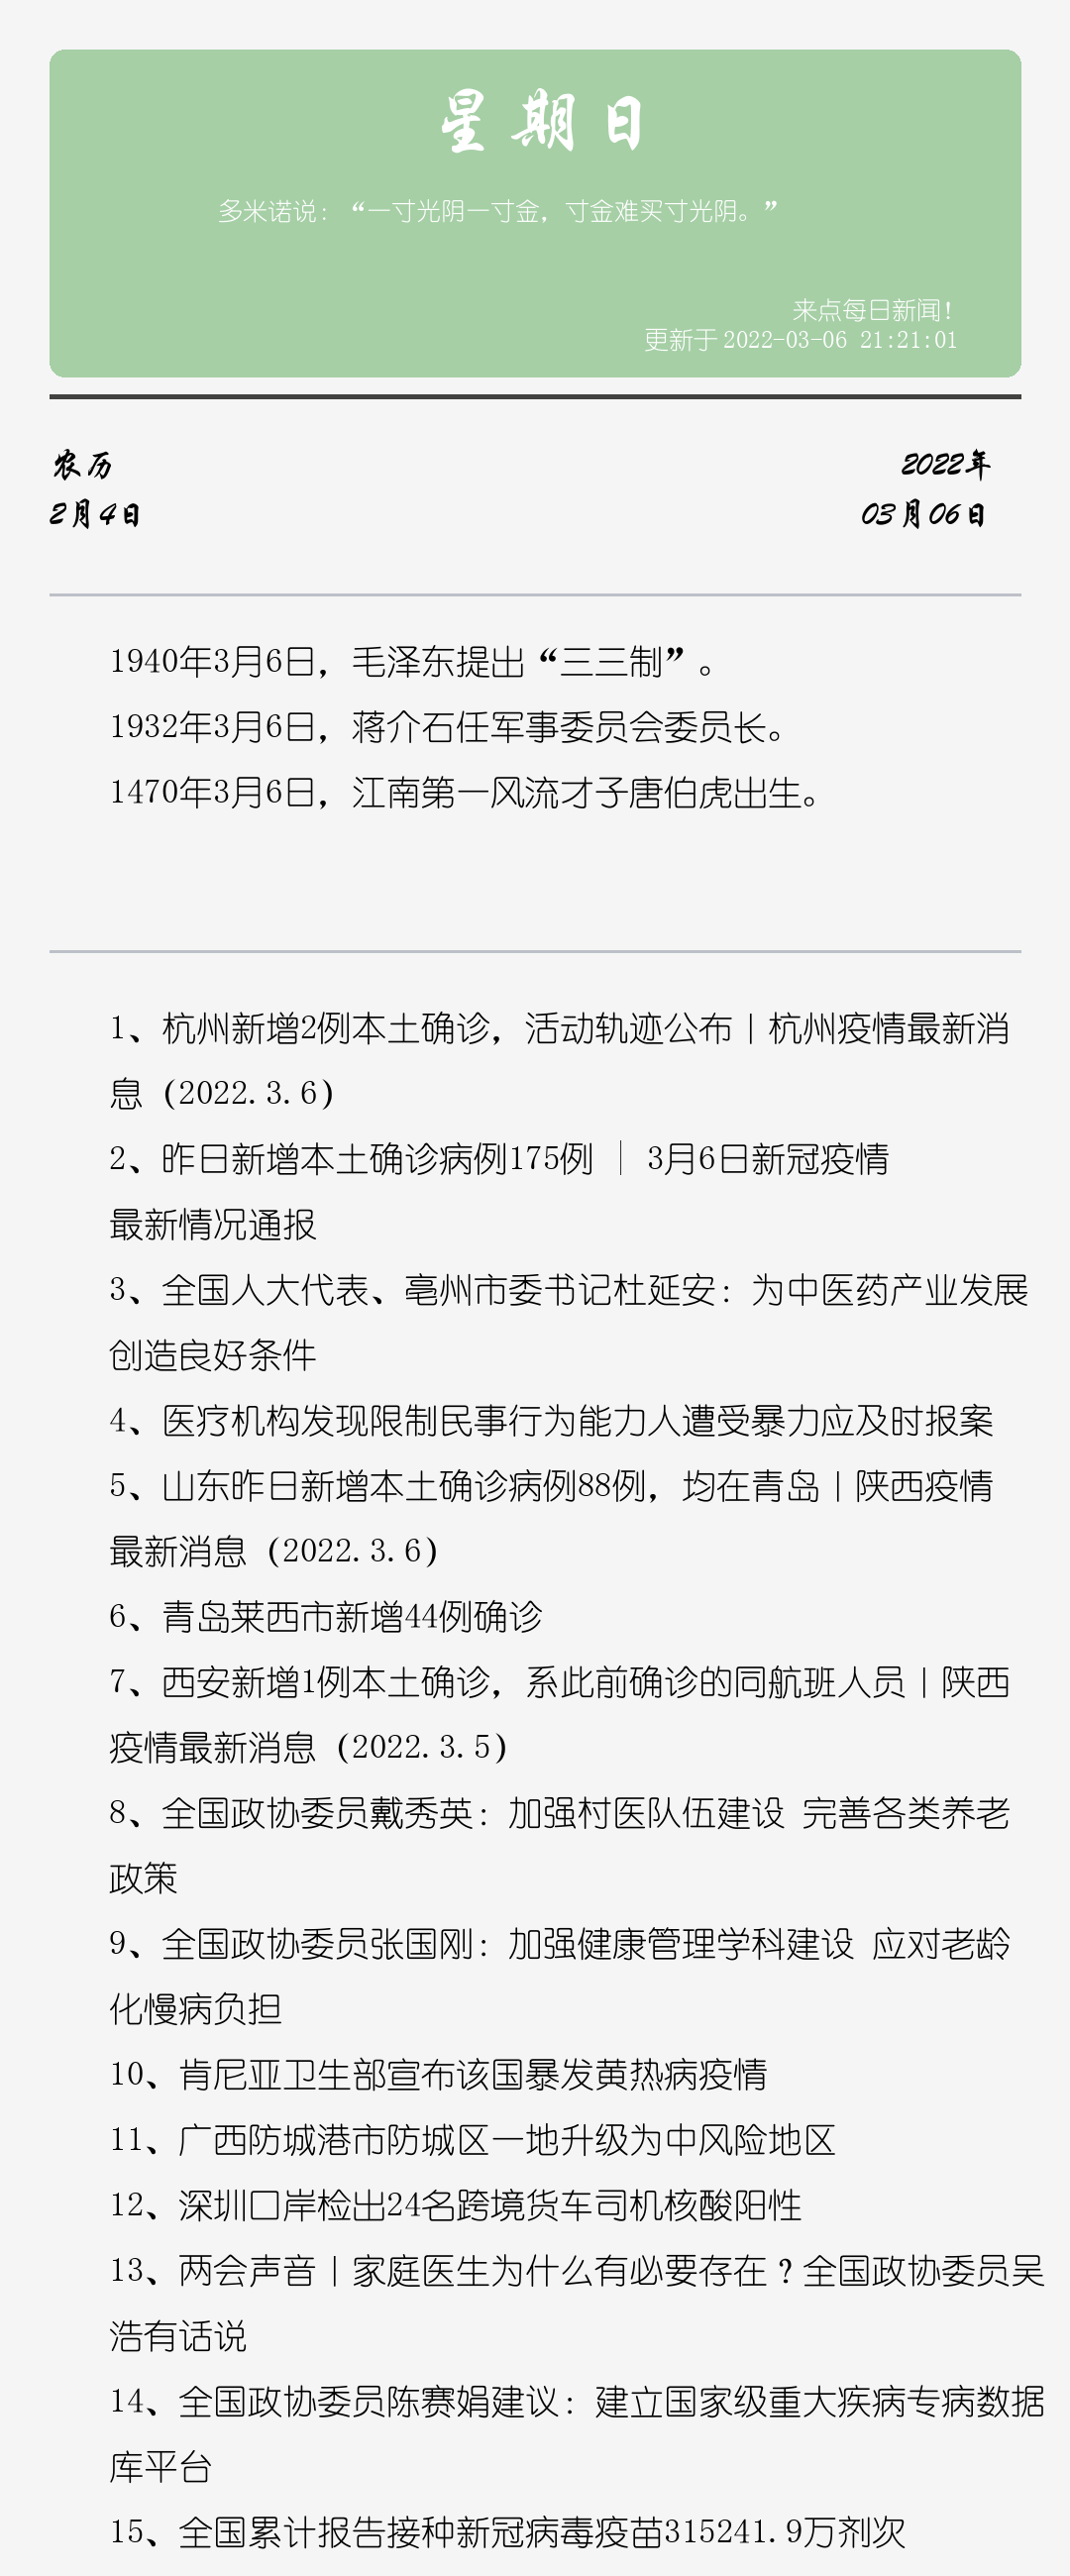 星期日
多米诺说：“一寸光阴一寸金，寸金难买寸光阴。”
来点每日新闻！
更新于 2022-03-06 21:21:01
农历
2022年
2月4日
03月06日
1940年3月6日，毛泽东提出“三三制”。
1932年3月6日，蒋介石任军事委员会委员长。
1470年3月6日，江南第一风流才子唐伯虎出生。
1、杭州新增2例本土确诊，活动轨迹公布丨杭州疫情最新消
息（2022.3.6）
2、昨日新增本土确诊病例175例 │ 3月6日新冠疫情
最新情况通报
3、全国人大代表、亳州市委书记杜延安：为中医药产业发展
创造良好条件
4、医疗机构发现限制民事行为能力人遭受暴力应及时报案
5、山东昨日新增本土确诊病例88例，均在青岛丨陕西疫情
最新消息（2022.3.6）
6、青岛莱西市新增44例确诊
7、西安新增1例本土确诊，系此前确诊的同航班人员丨陕西
疫情最新消息（2022.3.5）
8、全国政协委员戴秀英：加强村医队伍建设 完善各类养老
政策
9、全国政协委员张国刚：加强健康管理学科建设 应对老龄
化慢病负担
10、肯尼亚卫生部宣布该国暴发黄热病疫情
11、广西防城港市防城区一地升级为中风险地区
12、深圳口岸检出24名跨境货车司机核酸阳性
13、两会声音丨家庭医生为什么有必要存在？全国政协委员吴
浩有话说
14、全国政协委员陈赛娟建议：建立国家级重大疾病专病数据
库平台
15、全国累计报告接种新冠病毒疫苗315241.9万剂次